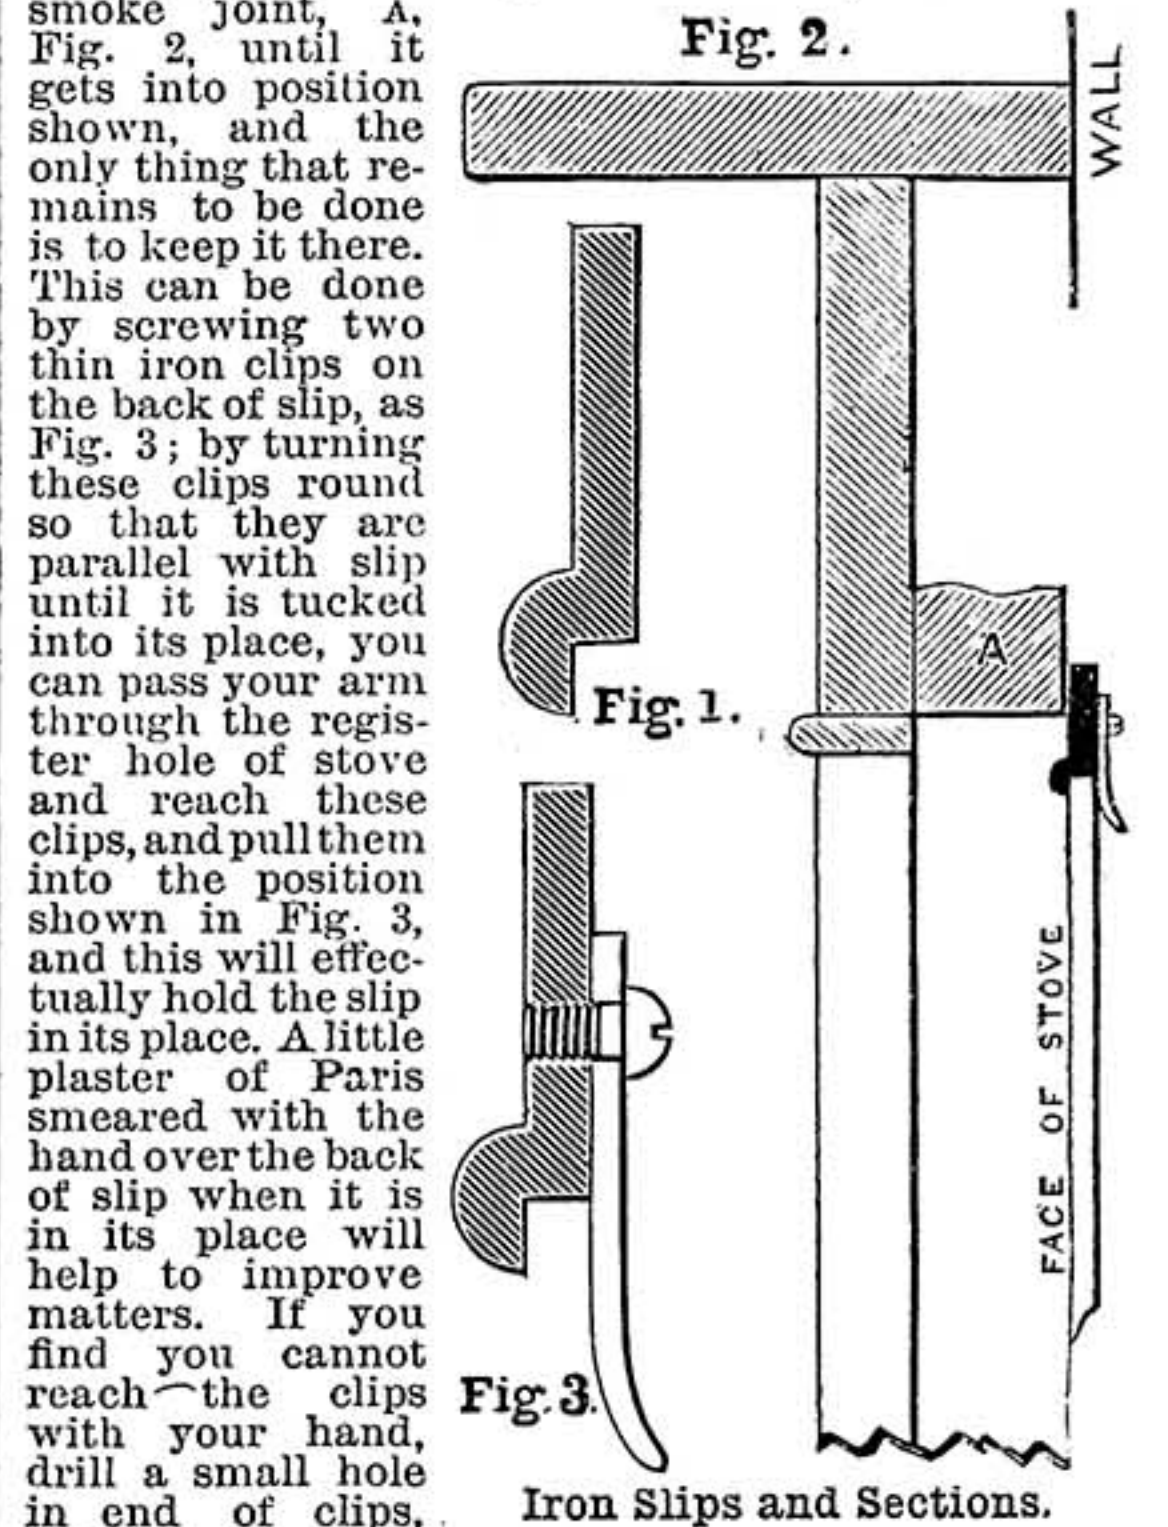 smoke joint, A,
Fig. 2, until it
gets into position
shown, and the
only thing that re-
mains to be done
is to keep it there.
This can be done
by screwing two
thin iron clips on
the back of slip, as
Fig. 3; by turning
these clips round
so that they are
parallel with slip
until it is tucked
into its place, you
can pass your arm
through the regis-
ter hole of stove
and reach these
clips, and pull them
into the position
shown in Fig. 3,
and this will effec-
tually hold the slip
in its place. A little
plaster of Paris
smeared with the
hand over the back
of slip when it is
in its place will
help to improve
matters. If you
find you cannot
reach the clips
with your hand,
drill a small hole
in end of clips,
Fig. 2.
WALL
A
Fig. 1.
FACE OF STOVE
Fig. 3.
Iron Slips and Sections.